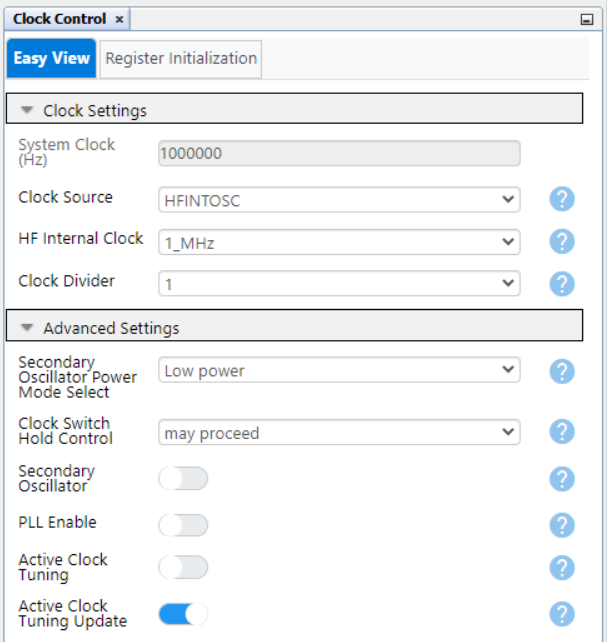 Clock Control ×
Easy View Register Initialization
Clock Settings
System Clock
(Hz)
1000000
Clock Source HFINTOSC ?
HF Internal Clock 1_MHz ?
Clock Divider 1 ?
Advanced Settings
Secondary
Oscillator Power
Mode Select
Low power ?
Clock Switch
Hold Control
may proceed ?
Secondary
Oscillator
?
PLL Enable ?
Active Clock
Tuning
?
Active Clock
Tuning Update
?